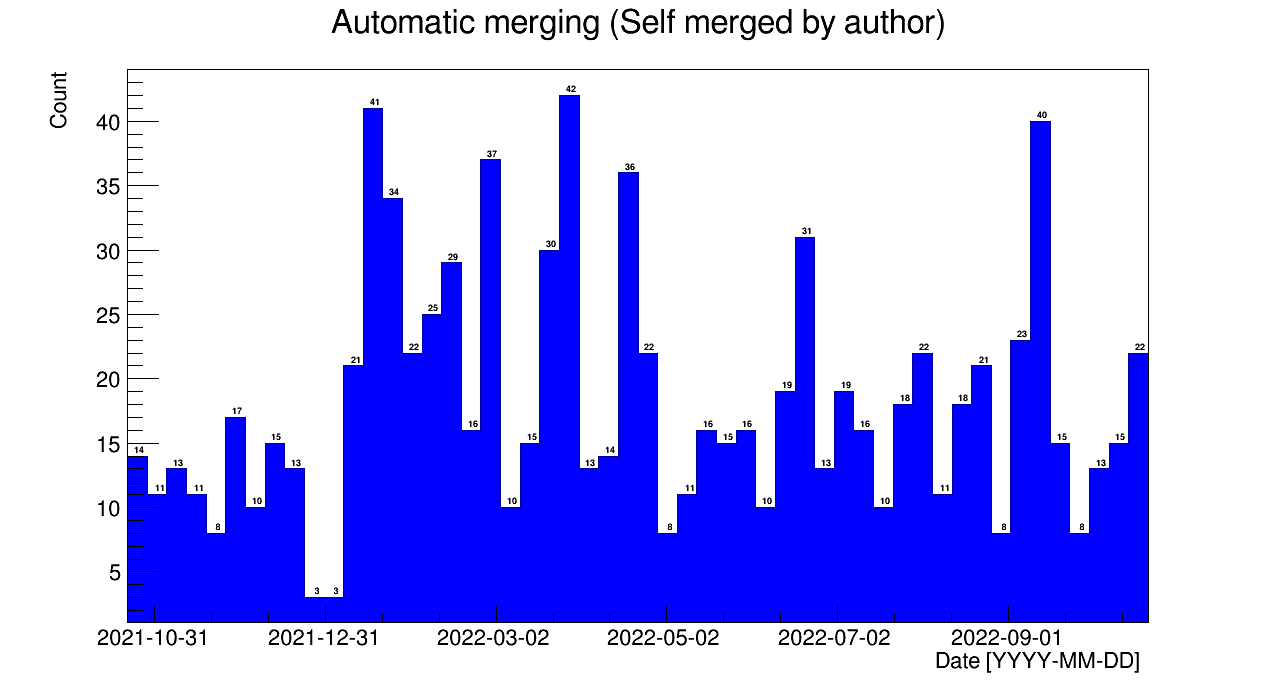 Automatic merging (Self merged by author)
Count
40
35
30
25
20
15
10
5
14 11 13 11 8 17 10 15 13 3 3 21 41 34 22 25 29 16 37 10 15 30 42 13 14 36 22 8 11 16 15 16 10 19 31 13 19 16 10 18 22 11 18 21 8 23 40 15 8 13 15 22
2021-10-31 2021-12-31 2022-03-02 2022-05-02 2022-07-02 2022-09-01
Date [YYYY-MM-DD]